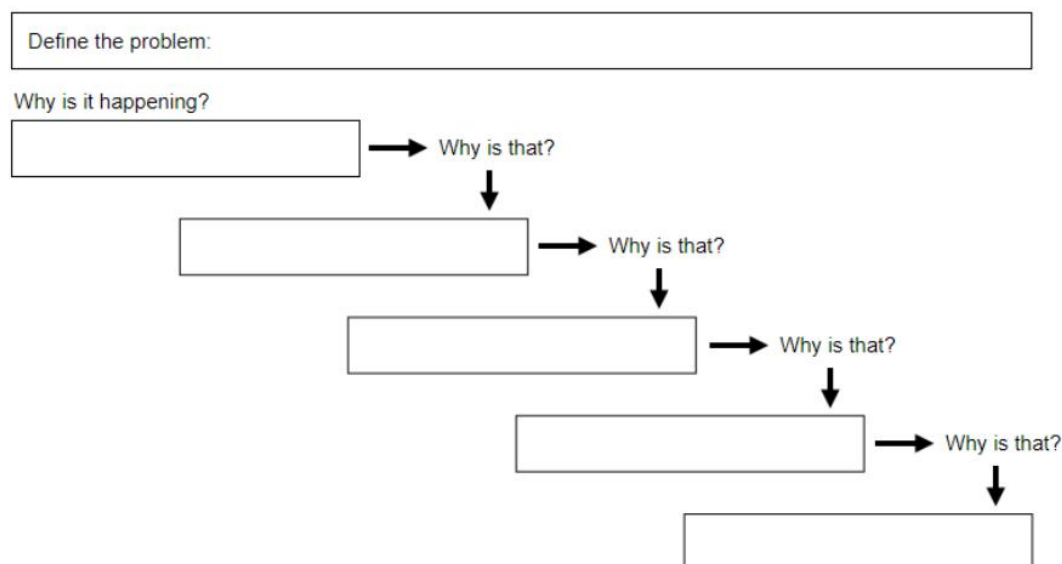 Define the problem:
Why is it happening?
Why is that?
Why is that?
Why is that?
Why is that?